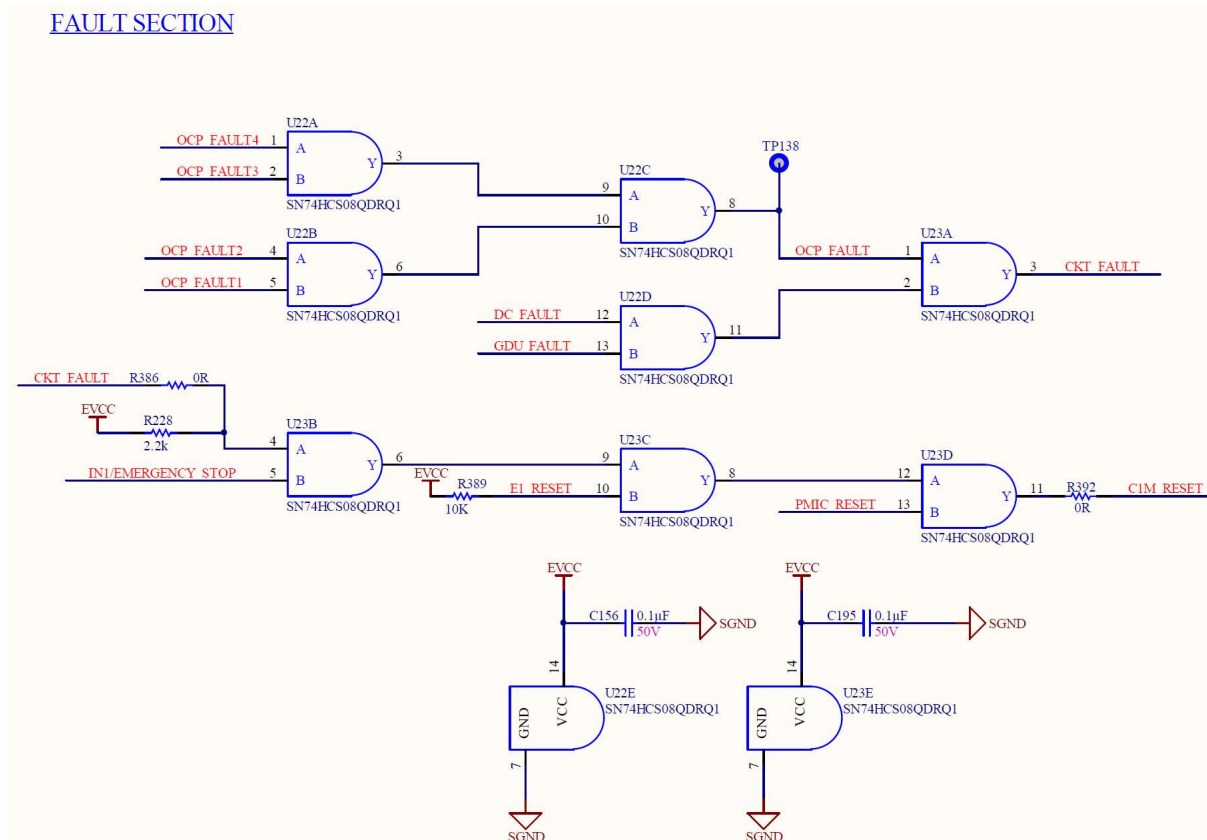 FAULT SECTION
U22A
OCP_FAULT4 1 A
Y 3
OCP_FAULT3 2 B
SN74HCS08QDRQ1
U22B
OCP_FAULT2 4 A
Y 6
OCP_FAULT1 5 B
SN74HCS08QDRQ1
U22C
9 A
Y 8
10 B
SN74HCS08QDRQ1
TP138
U22D
DC_FAULT 12 A
Y 11
GDU_FAULT 13 B
SN74HCS08QDRQ1
U23A
OCP_FAULT 1 A
Y 3 CKT_FAULT
2 B
SN74HCS08QDRQ1
CKT_FAULT R386 0R
EVCC R228
2.2k
U23B
4 A
Y 6
IN1/EMERGENCY_STOP 5 B
SN74HCS08QDRQ1
EVCC R389
10K
U23C
9 A
Y 8
E1_RESET 10 B
SN74HCS08QDRQ1
U23D
12 A
Y 11 R392 C1M_RESET
0R
PMIC_RESET 13 B
SN74HCS08QDRQ1
EVCC
C156 0.1µF
50V
SGND
14
U22E
SN74HCS08QDRQ1
GND VCC
7
SGND
EVCC
C195 0.1µF
50V
SGND
14
U23E
SN74HCS08QDRQ1
GND VCC
7
SGND